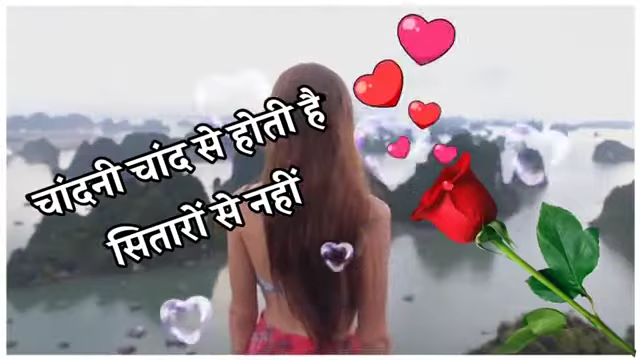 चांदनी चांद से होती है
सितारों से नहीं